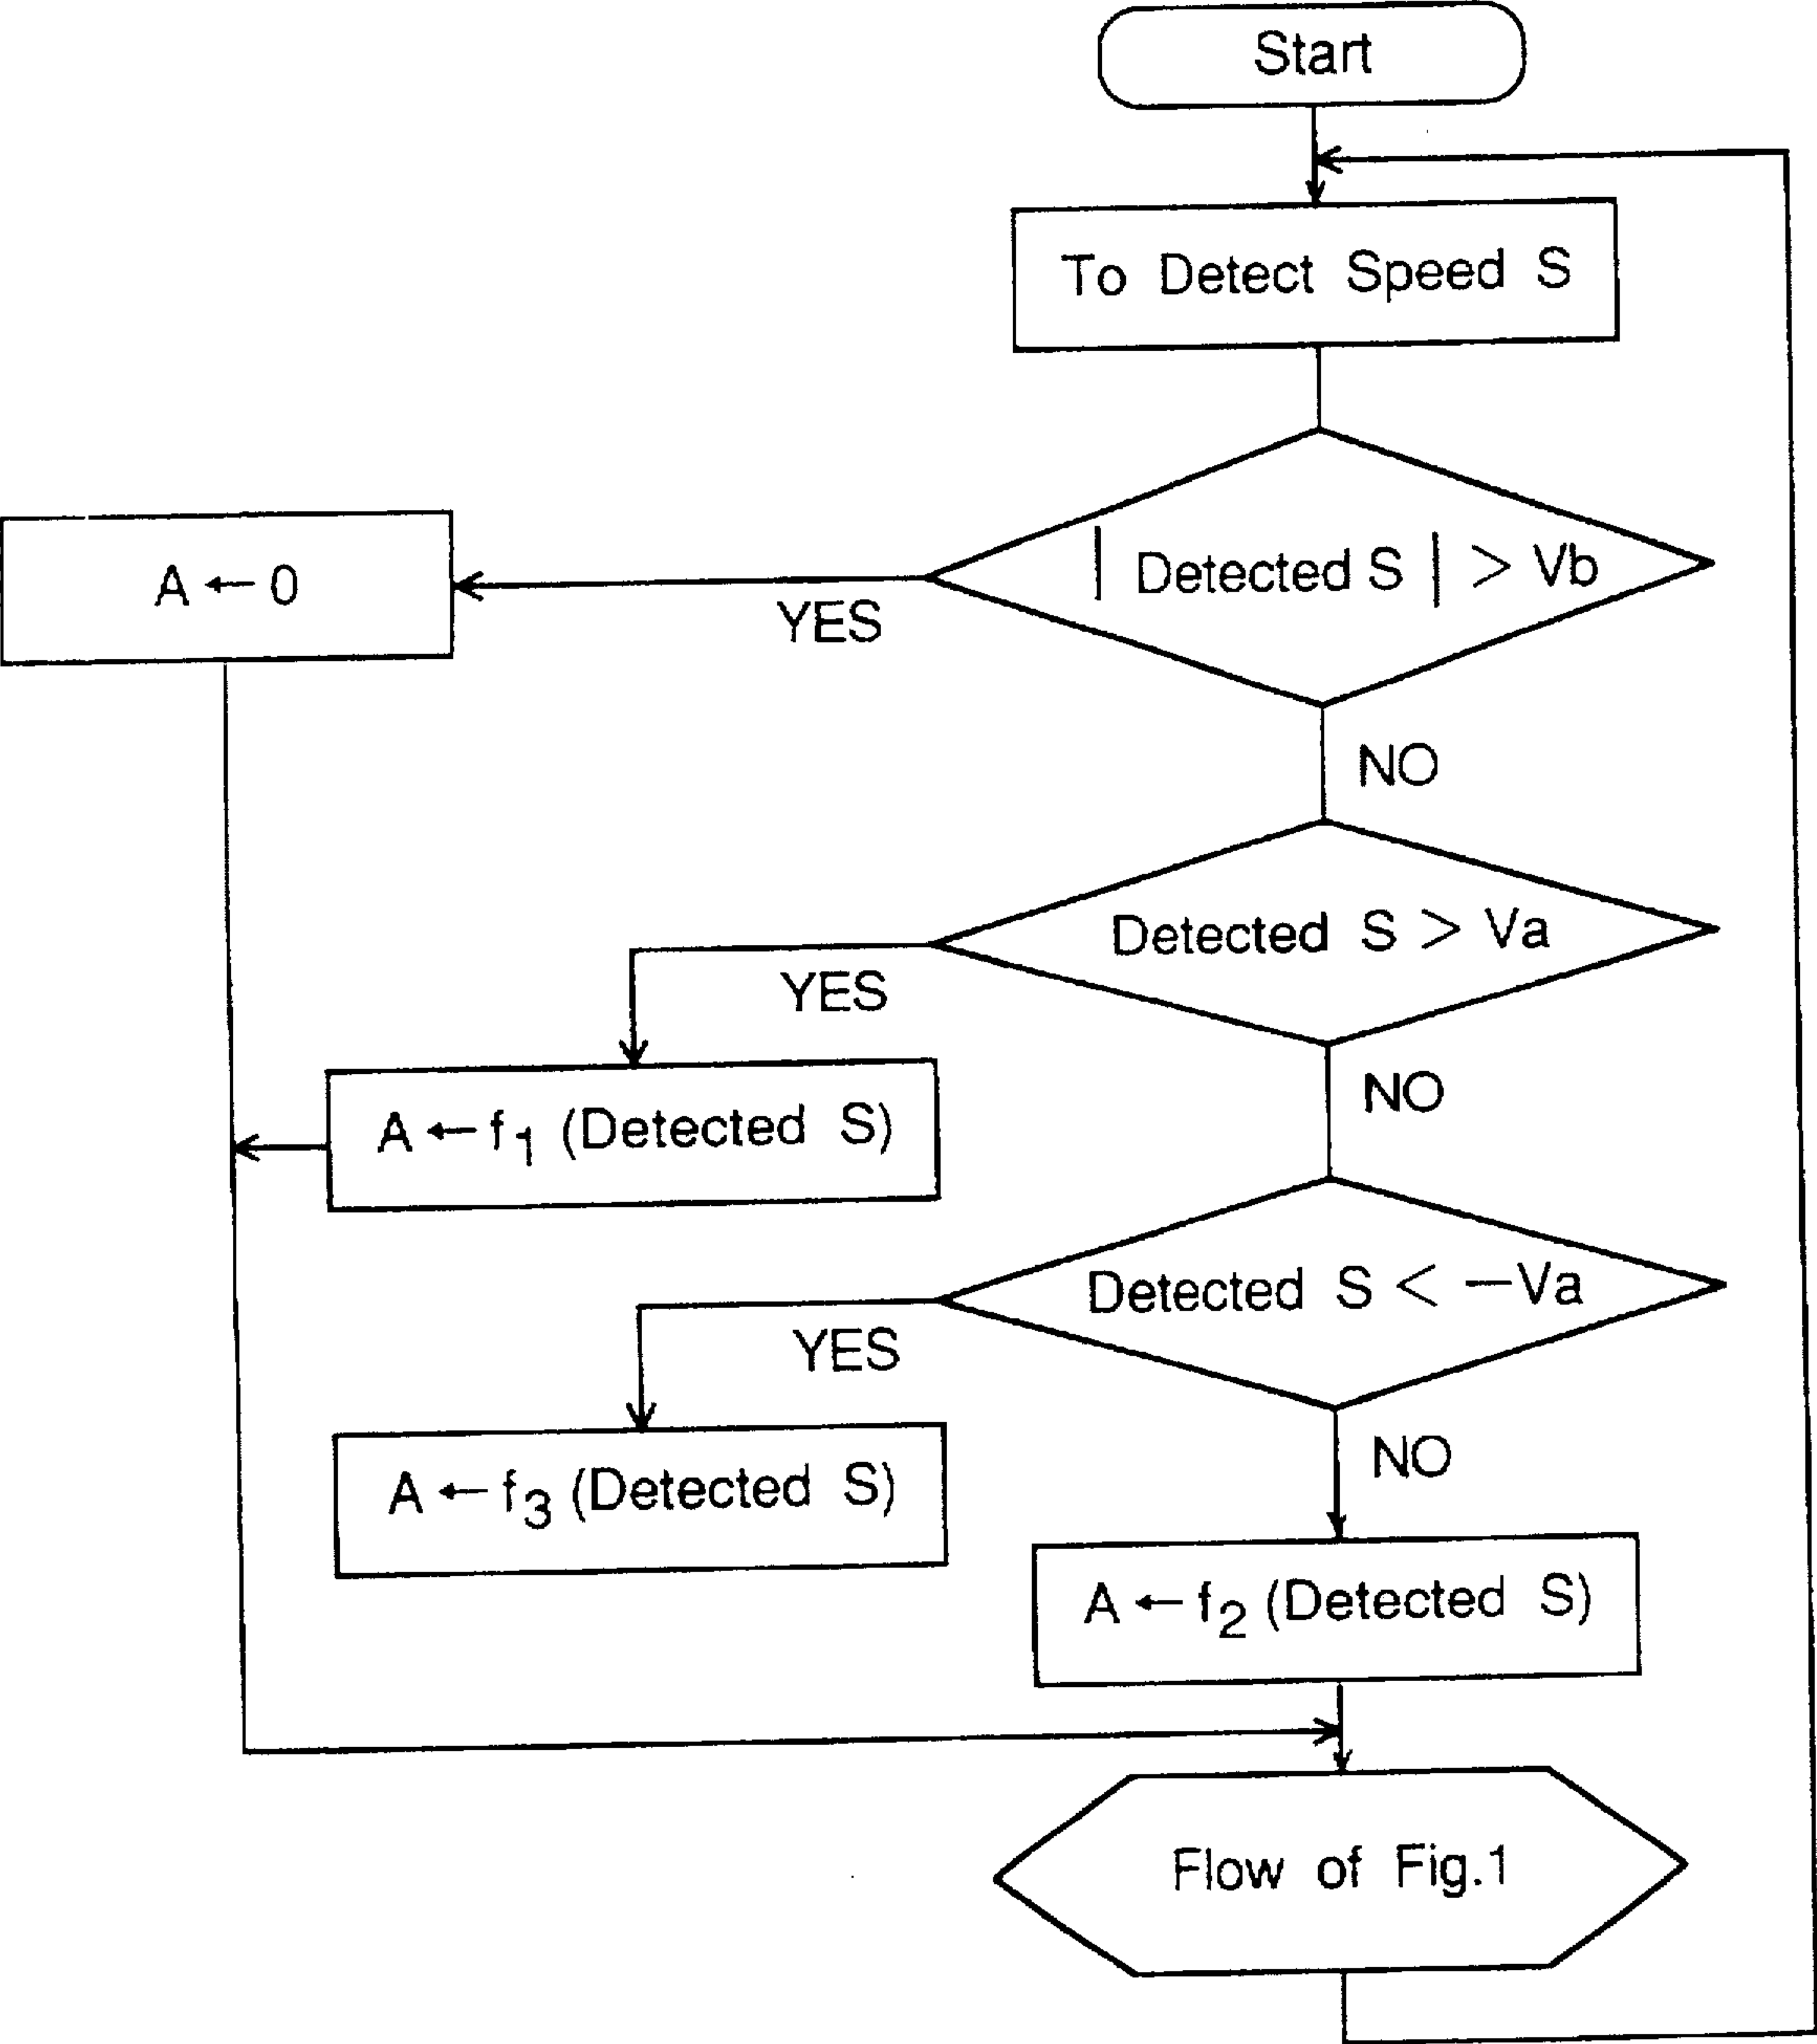 Start
To Detect Speed S
| Detected S | > Vb
YES
A ← 0
NO
Detected S > Va
YES
NO
A ← f₁ (Detected S)
Detected S < −Va
YES
NO
A ← f₃ (Detected S)
A ← f₂ (Detected S)
Flow of Fig.1